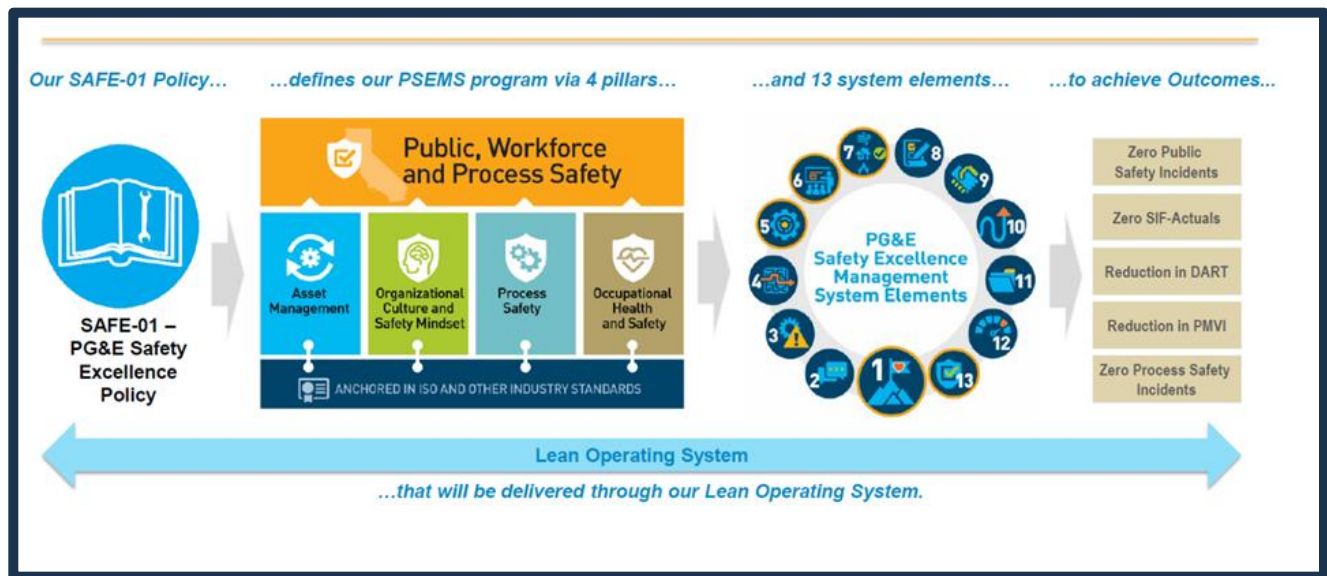 Our SAFE-01 Policy…
…defines our PSEMS program via 4 pillars…
…and 13 system elements…
…to achieve Outcomes...
SAFE-01 –
PG&E Safety
Excellence
Policy
Public, Workforce
and Process Safety
Asset
Management
Organizational
Culture and
Safety Mindset
Process
Safety
Occupational
Health
and Safety
ANCHORED IN ISO AND OTHER INDUSTRY STANDARDS
PG&E
Safety Excellence
Management
System Elements
1
2
3
4
5
6
7
8
9
10
11
12
13
Zero Public
Safety Incidents
Zero SIF-Actuals
Reduction in DART
Reduction in PMVI
Zero Process Safety
Incidents
Lean Operating System
…that will be delivered through our Lean Operating System.